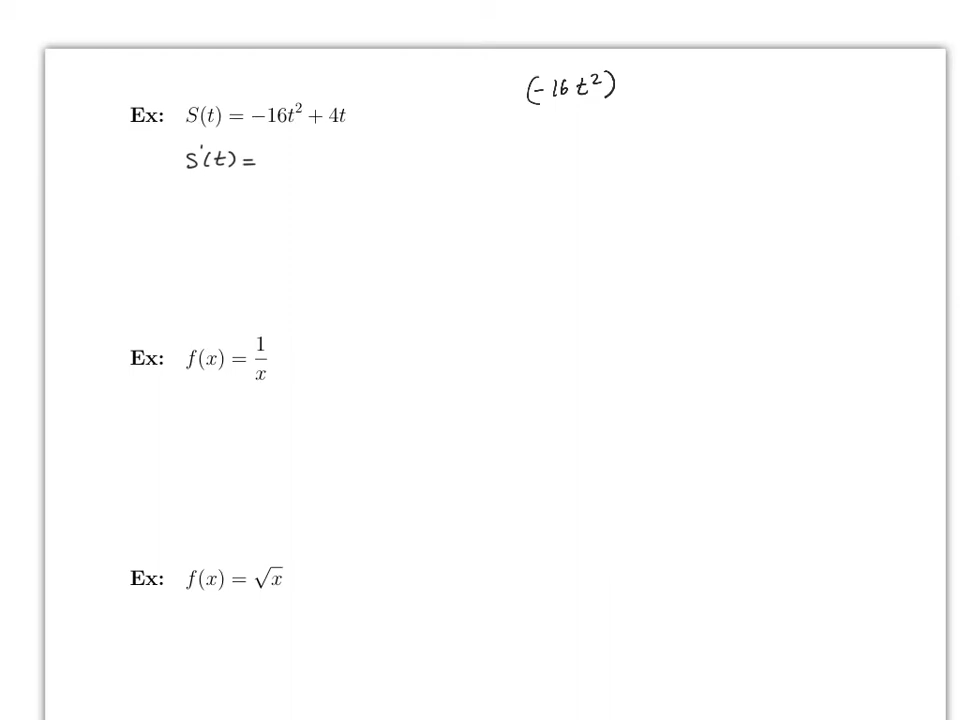 (-16t²)
Ex: S(t) = −16t² + 4t
S'(t) =
Ex: f(x) = 1/x
Ex: f(x) = √x